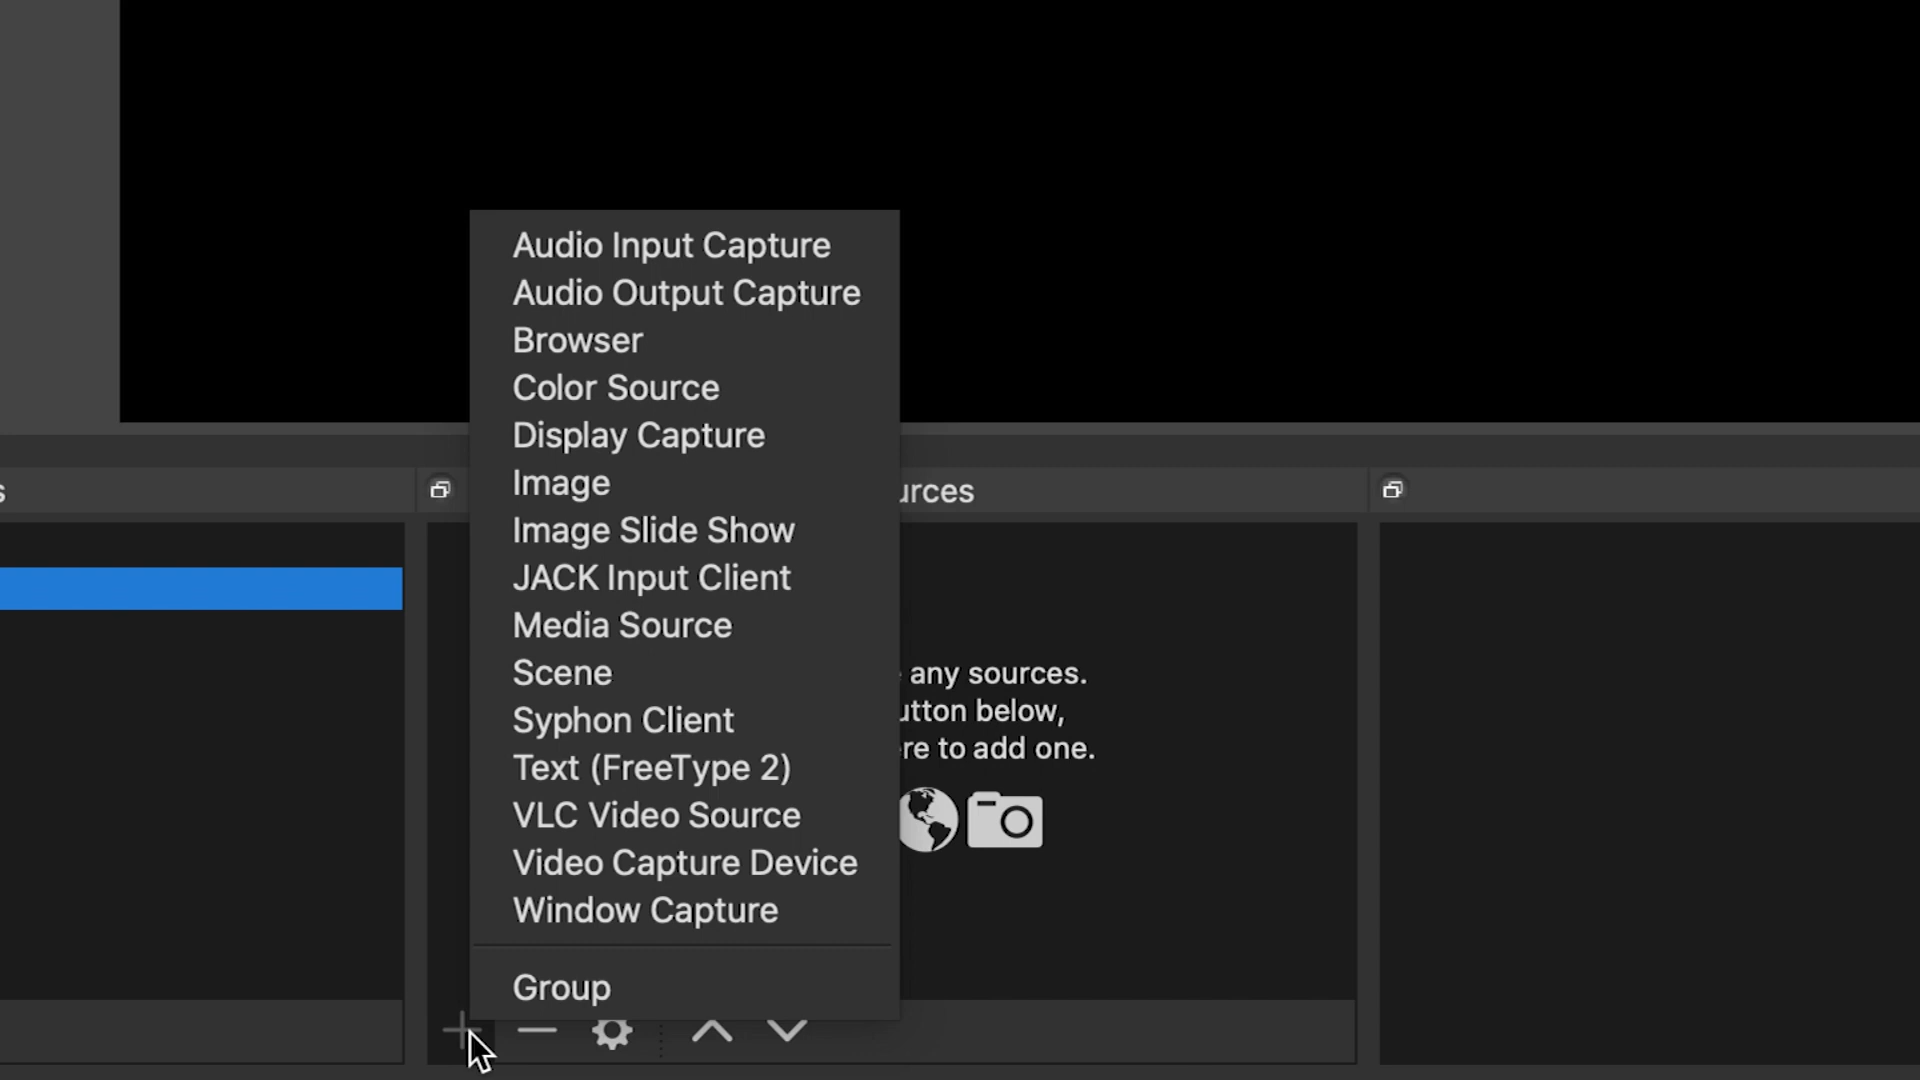 Audio Input Capture
Audio Output Capture
Browser
Color Source
Display Capture
Image
Image Slide Show
JACK Input Client
Media Source
Scene
Syphon Client
Text (FreeType 2)
VLC Video Source
Video Capture Device
Window Capture
Group
s
urces
any sources.
utton below,
re to add one.